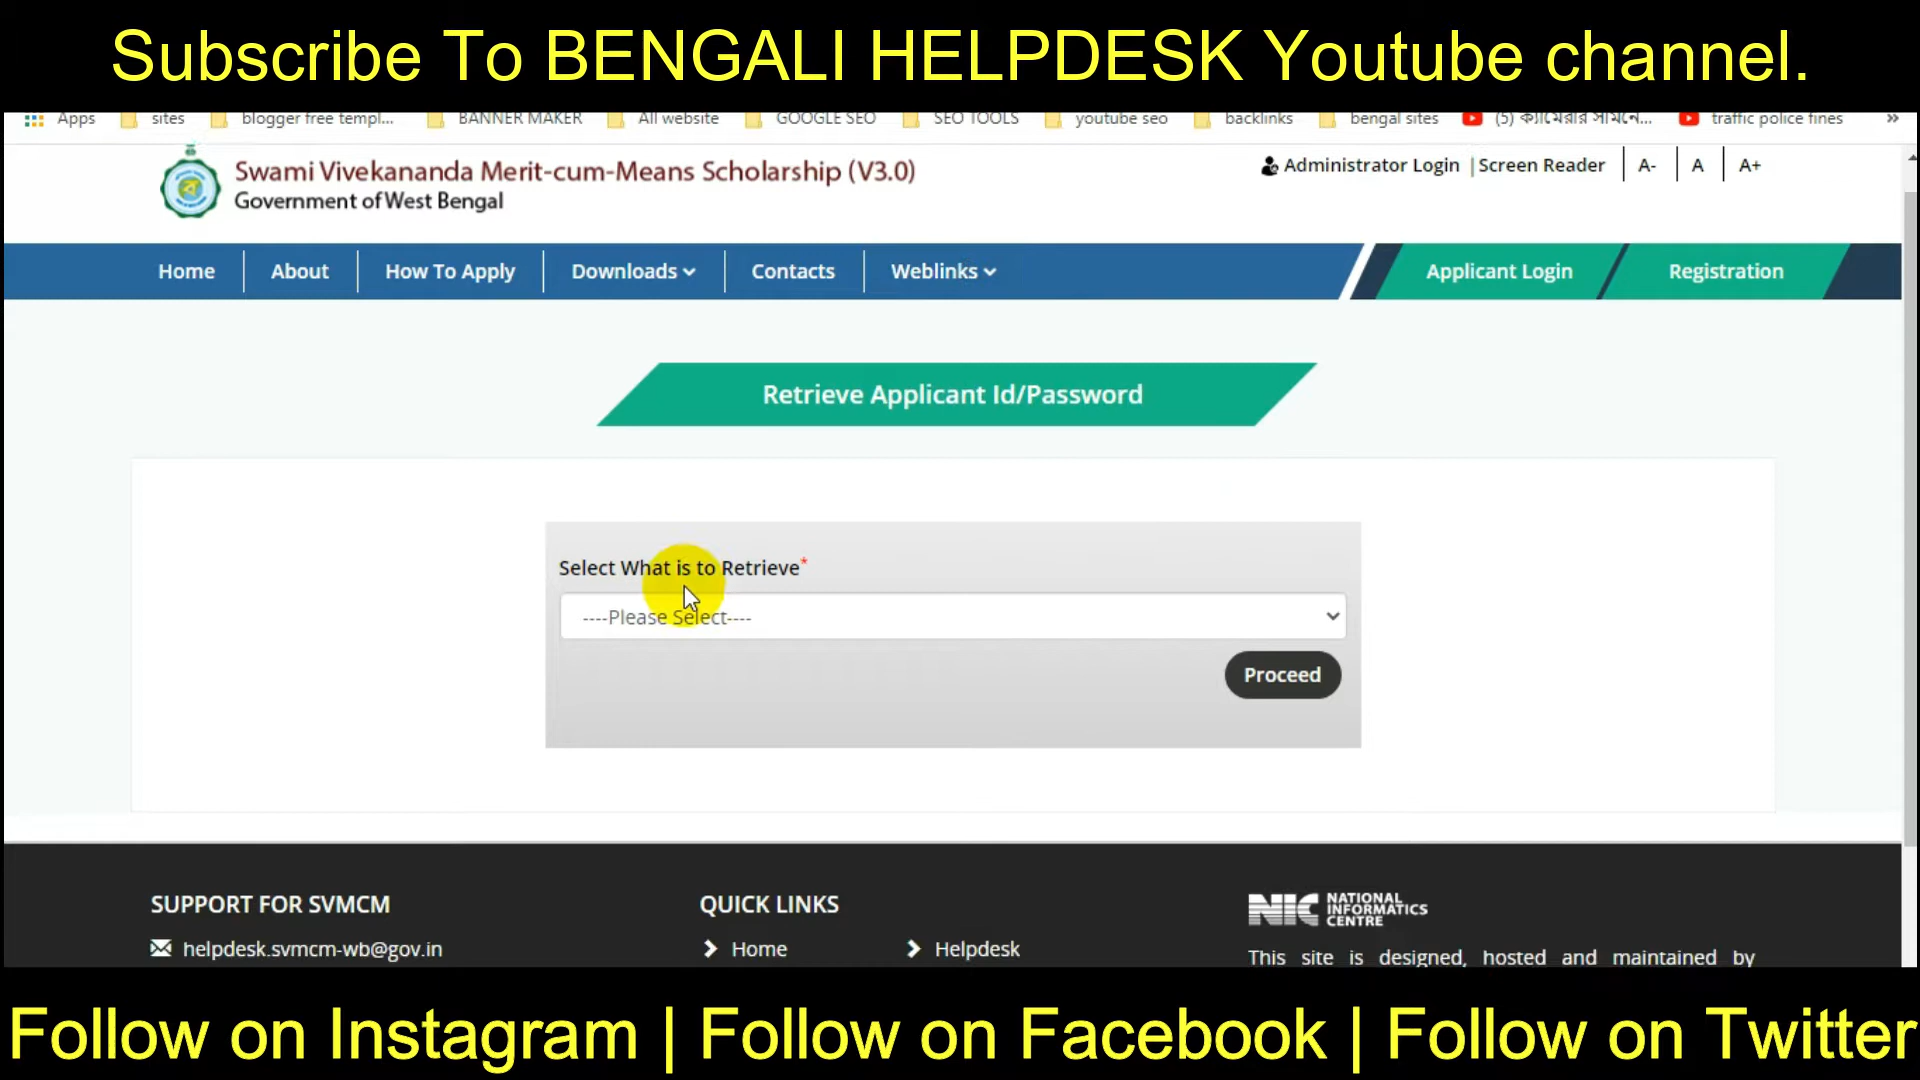 Subscribe To BENGALI HELPDESK Youtube channel.
Apps sites blogger free templ... BANNER MAKER All website GOOGLE SEO SEO TOOLS youtube seo backlinks bengal sites (5) ক্যামেরার সামনে... traffic police fines »
Swami Vivekananda Merit-cum-Means Scholarship (V3.0)
Government of West Bengal
Administrator Login | Screen Reader A- A A+
Home About How To Apply Downloads Contacts Weblinks Applicant Login Registration
Retrieve Applicant Id/Password
Select What is to Retrieve*
----Please Select----
Proceed
SUPPORT FOR SVMCM
helpdesk.svmcm-wb@gov.in
QUICK LINKS
Home Helpdesk
NIC NATIONAL INFORMATICS CENTRE
This site is designed, hosted and maintained by
Follow on Instagram | Follow on Facebook | Follow on Twitter